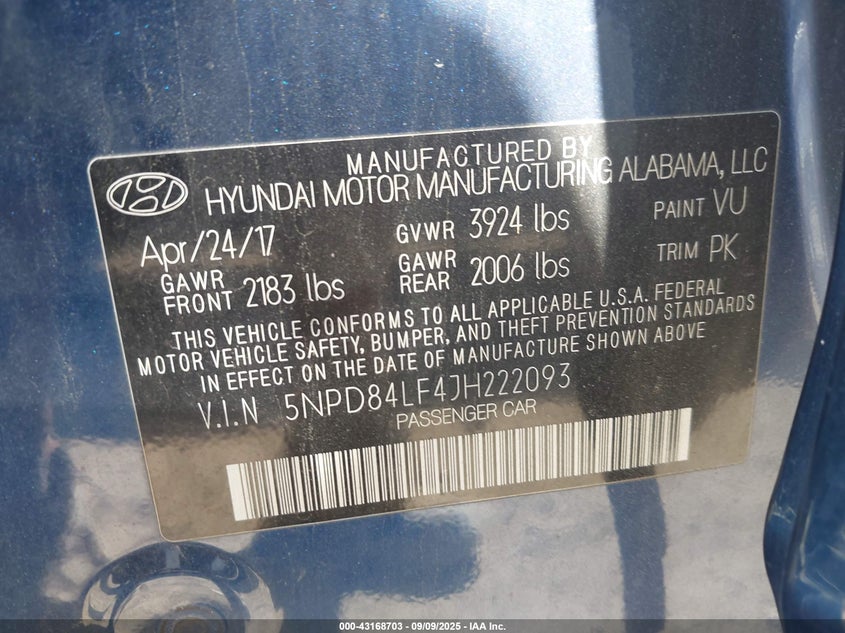 MANUFACTURED BY
HYUNDAI MOTOR MANUFACTURING ALABAMA, LLC
Apr/24/17 GVWR 3924 lbs PAINT VU
GAWR FRONT 2183 lbs GAWR REAR 2006 lbs TRIM PK
THIS VEHICLE CONFORMS TO ALL APPLICABLE U.S.A. FEDERAL
MOTOR VEHICLE SAFETY, BUMPER, AND THEFT PREVENTION STANDARDS
IN EFFECT ON THE DATE OF MANUFACTURE SHOWN ABOVE
V.I.N 5NPD84LF4JH222093
PASSENGER CAR
000-43168703 - 09/09/2025 - IAA Inc.